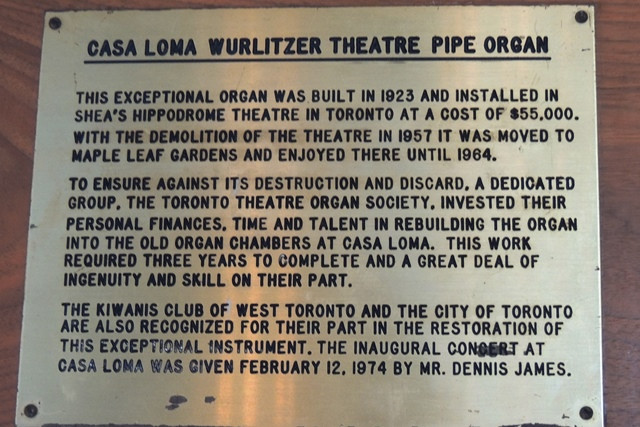 CASA LOMA WURLITZER THEATRE PIPE ORGAN
THIS EXCEPTIONAL ORGAN WAS BUILT IN 1923 AND INSTALLED IN
SHEA'S HIPPODROME THEATRE IN TORONTO AT A COST OF $55,000.
WITH THE DEMOLITION OF THE THEATRE IN 1957 IT WAS MOVED TO
MAPLE LEAF GARDENS AND ENJOYED THERE UNTIL 1964.
TO ENSURE AGAINST ITS DESTRUCTION AND DISCARD, A DEDICATED
GROUP, THE TORONTO THEATRE ORGAN SOCIETY, INVESTED THEIR
PERSONAL FINANCES, TIME AND TALENT IN REBUILDING THE ORGAN
INTO THE OLD ORGAN CHAMBERS AT CASA LOMA. THIS WORK
REQUIRED THREE YEARS TO COMPLETE AND A GREAT DEAL OF
INGENUITY AND SKILL ON THEIR PART.
THE KIWANIS CLUB OF WEST TORONTO AND THE CITY OF TORONTO
ARE ALSO RECOGNIZED FOR THEIR PART IN THE RESTORATION OF
THIS EXCEPTIONAL INSTRUMENT. THE INAUGURAL CONCERT AT
CASA LOMA WAS GIVEN FEBRUARY 12, 1974 BY MR. DENNIS JAMES.